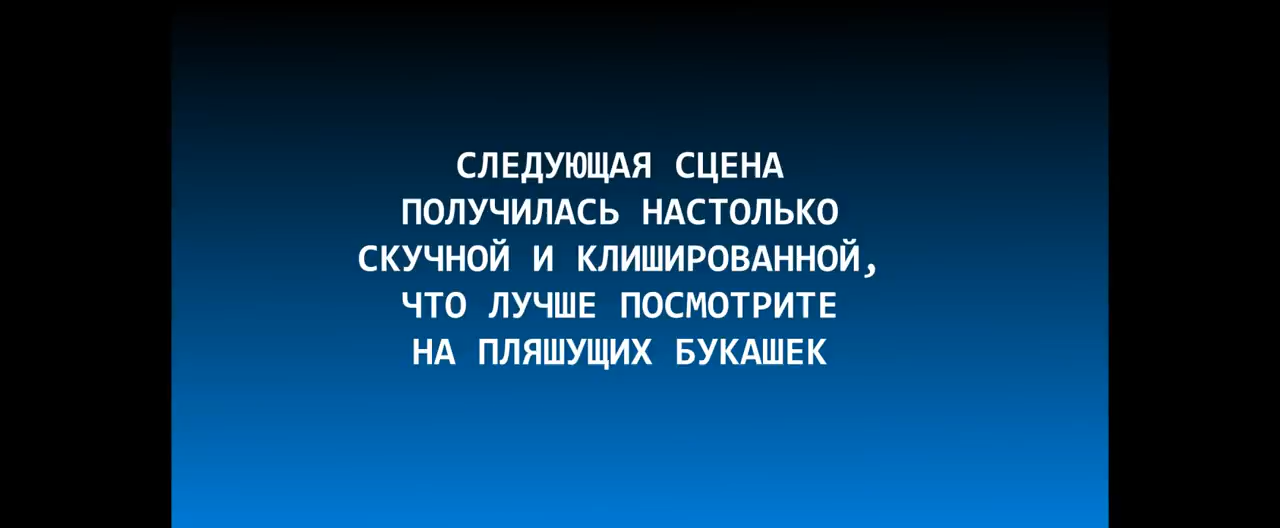 СЛЕДУЮЩАЯ СЦЕНА
ПОЛУЧИЛАСЬ НАСТОЛЬКО
СКУЧНОЙ И КЛИШИРОВАННОЙ,
ЧТО ЛУЧШЕ ПОСМОТРИТЕ
НА ПЛЯШУЩИХ БУКАШЕК